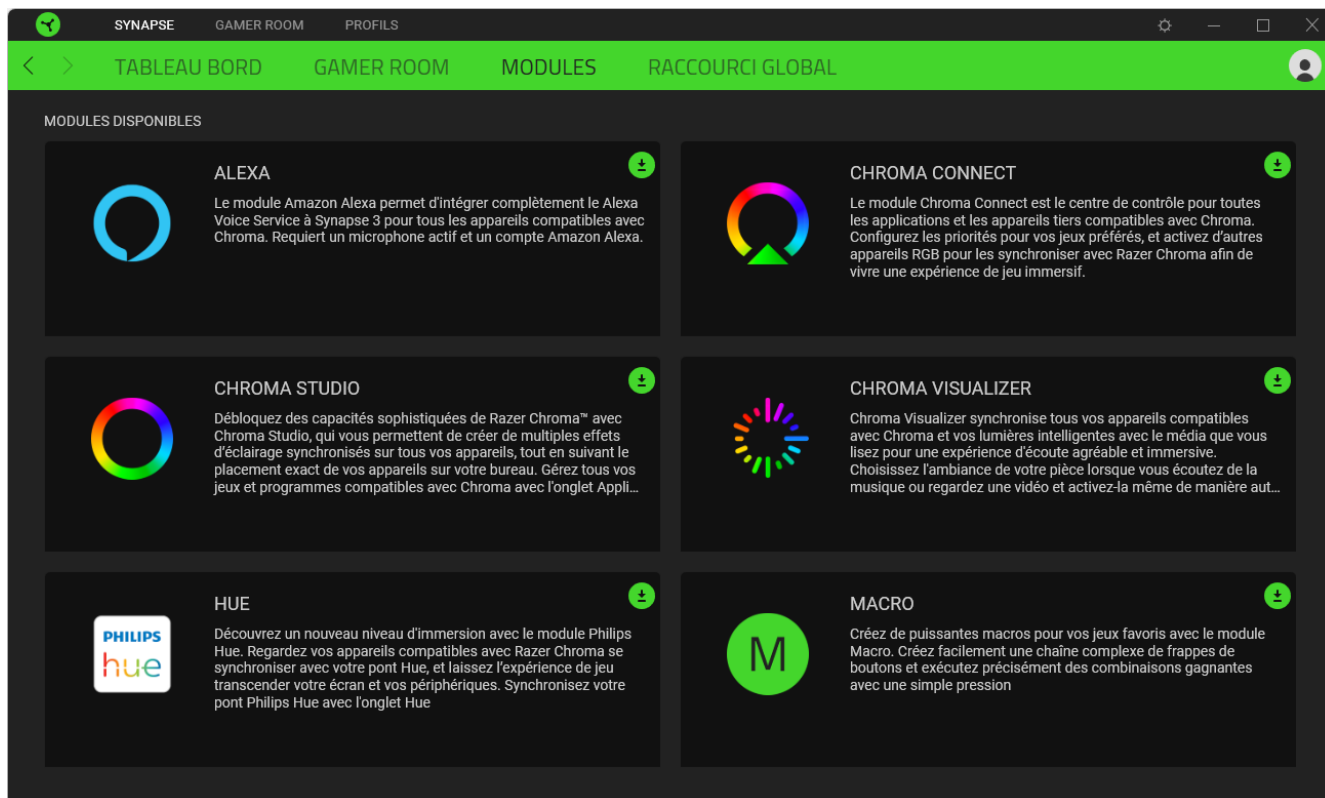 SYNAPSE GAMER ROOM PROFILS
TABLEAU BORD GAMER ROOM MODULES RACCOURCI GLOBAL
MODULES DISPONIBLES
ALEXA
Le module Amazon Alexa permet d'intégrer complètement le Alexa
Voice Service à Synapse 3 pour tous les appareils compatibles avec
Chroma. Requiert un microphone actif et un compte Amazon Alexa.
CHROMA CONNECT
Le module Chroma Connect est le centre de contrôle pour toutes
les applications et les appareils tiers compatibles avec Chroma.
Configurez les priorités pour vos jeux préférés, et activez d’autres
appareils RGB pour les synchroniser avec Razer Chroma afin de
vivre une expérience de jeu immersif.
CHROMA STUDIO
Débloquez des capacités sophistiquées de Razer Chroma™ avec
Chroma Studio, qui vous permettent de créer de multiples effets
d'éclairage synchronisés sur tous vos appareils, tout en suivant le
placement exact de vos appareils sur votre bureau. Gérez tous vos
jeux et programmes compatibles avec Chroma avec l'onglet Appli...
CHROMA VISUALIZER
Chroma Visualizer synchronise tous vos appareils compatibles
avec Chroma et vos lumières intelligentes avec le média que vous
lisez pour une expérience d'écoute agréable et immersive.
Choisissez l'ambiance de votre pièce lorsque vous écoutez de la
musique ou regardez une vidéo et activez-la même de manière aut...
PHILIPS
hue
HUE
Découvrez un nouveau niveau d'immersion avec le module Philips
Hue. Regardez vos appareils compatibles avec Razer Chroma se
synchroniser avec votre pont Hue, et laissez l’expérience de jeu
transcender votre écran et vos périphériques. Synchronisez votre
pont Philips Hue avec l'onglet Hue
M
MACRO
Créez de puissantes macros pour vos jeux favoris avec le module
Macro. Créez facilement une chaîne complexe de frappes de
boutons et exécutez précisément des combinaisons gagnantes
avec une simple pression